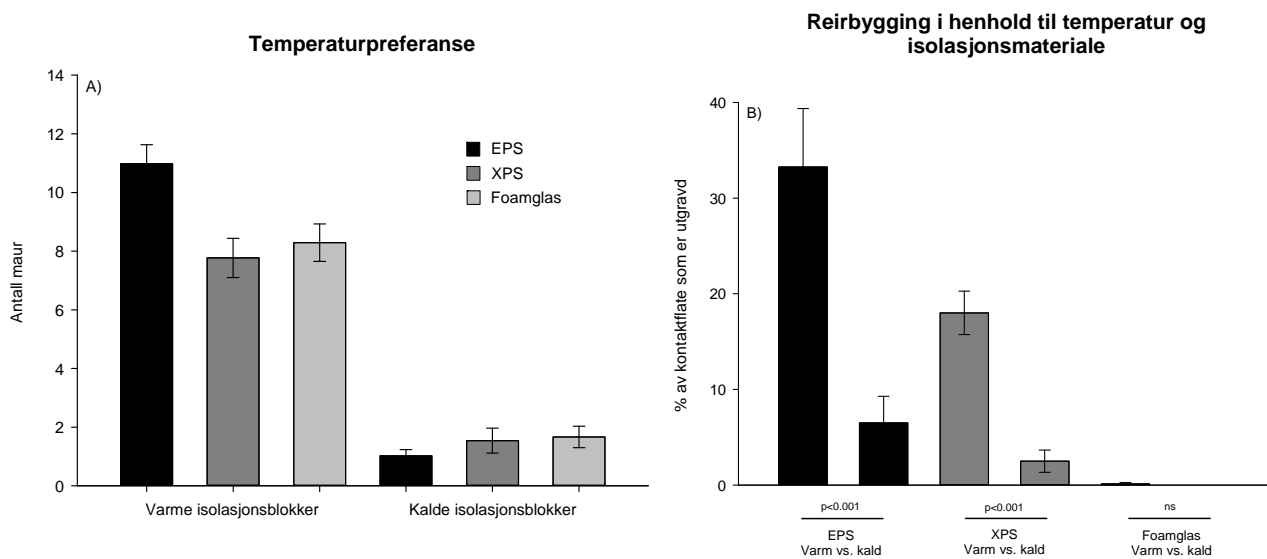 Temperaturpreferanse
A)
14
12
10
8
6
4
2
0
Antall maur
EPS
XPS
Foamglas
Varme isolasjonsblokker
Kalde isolasjonsblokker
Reirbygging i henhold til temperatur og
isolasjonsmateriale
B)
40
30
20
10
0
% av kontaktflate som er utgravd
p<0.001
p<0.001
ns
EPS
Varm vs. kald
XPS
Varm vs. kald
Foamglas
Varm vs. kald